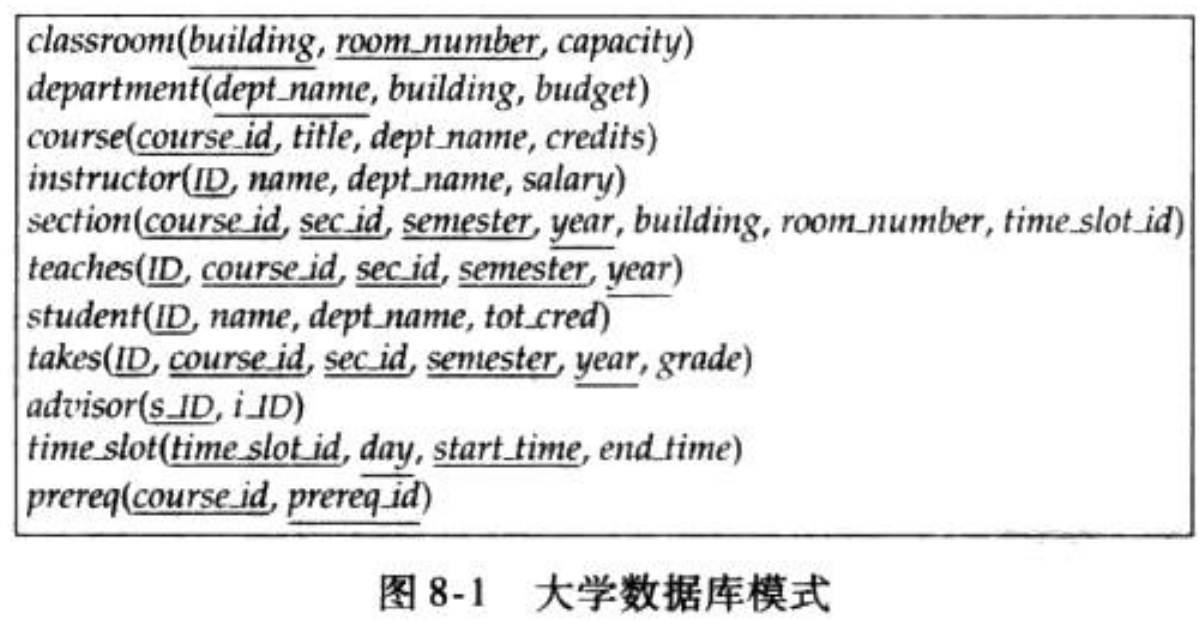 classroom(building, room_number, capacity)
department(dept_name, building, budget)
course(course_id, title, dept_name, credits)
instructor(ID, name, dept_name, salary)
section(course_id, sec_id, semester, year, building, room_number, time_slot_id)
teaches(ID, course_id, sec_id, semester, year)
student(ID, name, dept_name, tot_cred)
takes(ID, course_id, sec_id, semester, year, grade)
advisor(s_ID, i_ID)
time_slot(time_slot_id, day, start_time, end_time)
prereq(course_id, prereq_id)
图 8-1 大学数据库模式